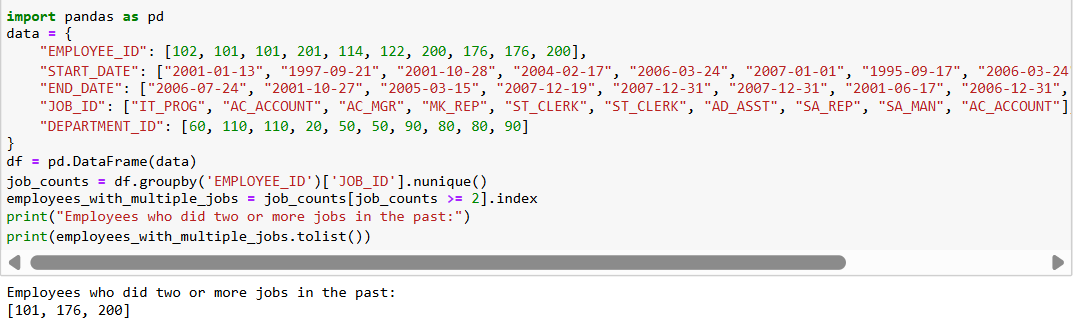 import pandas as pd
data = {
    "EMPLOYEE_ID": [102, 101, 101, 201, 114, 122, 200, 176, 176, 200],
    "START_DATE": ["2001-01-13", "1997-09-21", "2001-10-28", "2004-02-17", "2006-03-24", "2007-01-01", "1995-09-17", "2006-03-24
    "END_DATE": ["2006-07-24", "2001-10-27", "2005-03-15", "2007-12-19", "2007-12-31", "2007-12-31", "2001-06-17", "2006-12-31",
    "JOB_ID": ["IT_PROG", "AC_ACCOUNT", "AC_MGR", "MK_REP", "ST_CLERK", "ST_CLERK", "AD_ASST", "SA_REP", "SA_MAN", "AC_ACCOUNT"]
    "DEPARTMENT_ID": [60, 110, 110, 20, 50, 50, 90, 80, 80, 90]
}
df = pd.DataFrame(data)
job_counts = df.groupby('EMPLOYEE_ID')['JOB_ID'].nunique()
employees_with_multiple_jobs = job_counts[job_counts >= 2].index
print("Employees who did two or more jobs in the past:")
print(employees_with_multiple_jobs.tolist())
Employees who did two or more jobs in the past:
[101, 176, 200]